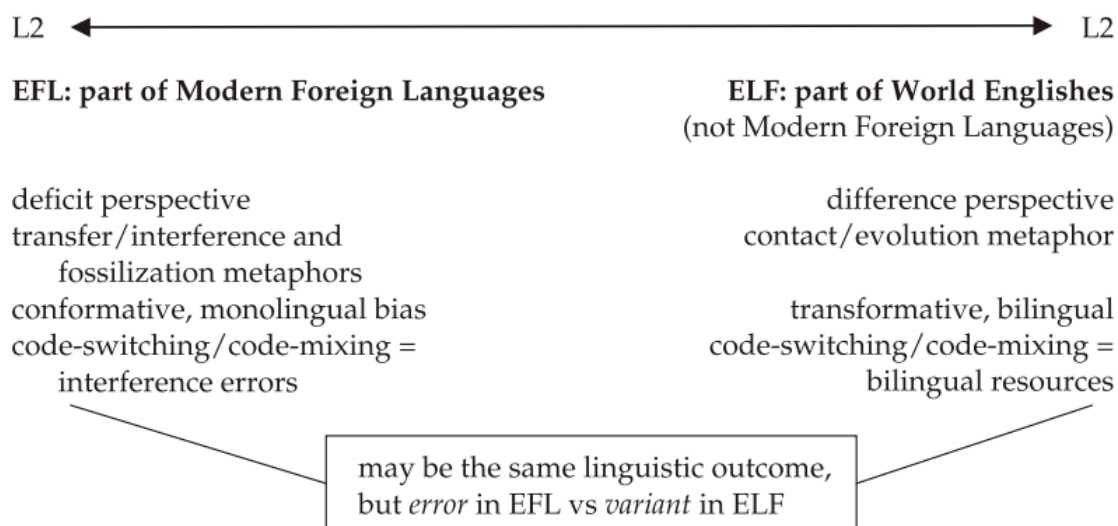 L2 L2
EFL: part of Modern Foreign Languages
ELF: part of World Englishes
(not Modern Foreign Languages)
deficit perspective
transfer/interference and
fossilization metaphors
conformative, monolingual bias
code-switching/code-mixing =
interference errors
difference perspective
contact/evolution metaphor
transformative, bilingual
code-switching/code-mixing =
bilingual resources
may be the same linguistic outcome,
but error in EFL vs variant in ELF